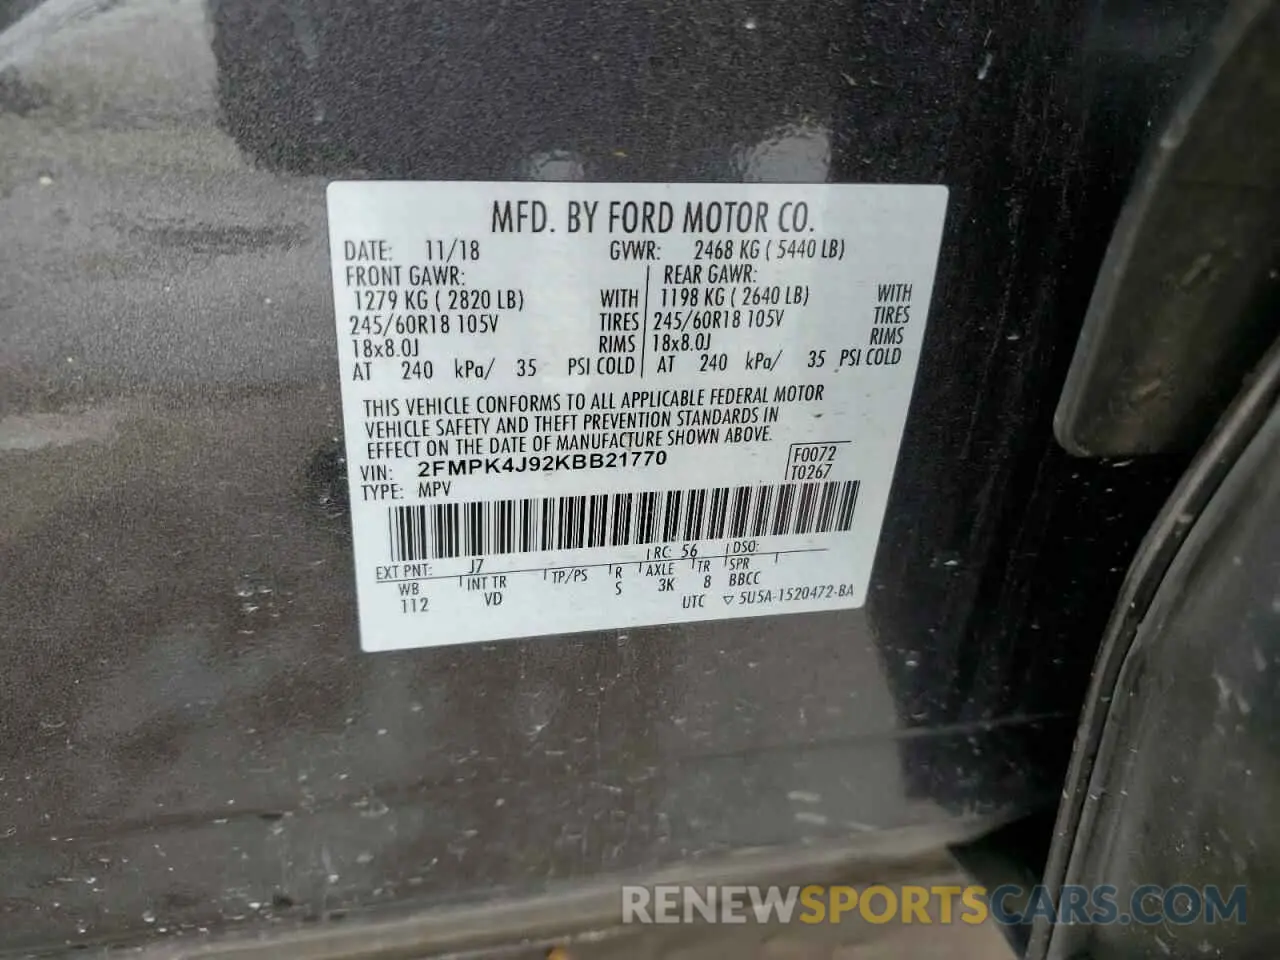 MFD. BY FORD MOTOR CO.
DATE: 11/18 GVWR: 2468 KG ( 5440 LB)
FRONT GAWR: REAR GAWR:
1279 KG ( 2820 LB) WITH 1198 KG ( 2640 LB) WITH
245/60R18 105V TIRES 245/60R18 105V TIRES
18x8.0J RIMS 18x8.0J RIMS
AT 240 kPa/ 35 PSI COLD AT 240 kPa/ 35 PSI COLD
THIS VEHICLE CONFORMS TO ALL APPLICABLE FEDERAL MOTOR
VEHICLE SAFETY AND THEFT PREVENTION STANDARDS IN
EFFECT ON THE DATE OF MANUFACTURE SHOWN ABOVE.
VIN: 2FMPK4J92KBB21770 F0072
TYPE: MPV T0267
EXT PNT: J7 RC: 56 DSO:
WB INT TR TP/PS R AXLE TR SPR
112 VD S 3K 8 BBCC
UTC ▽ 5U5A-1520472-BA
RENEWSPORTSCARS.COM